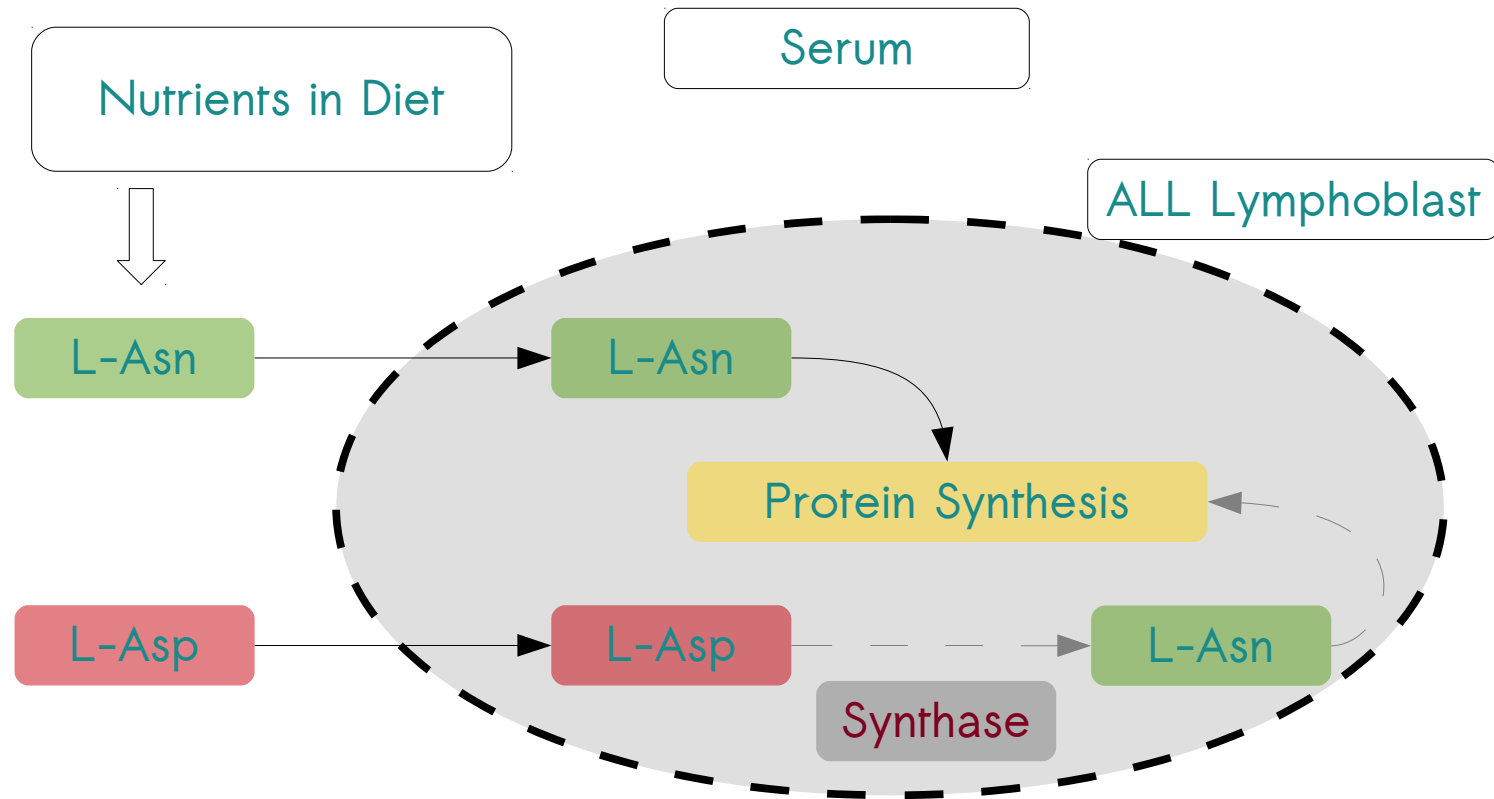 Serum
Nutrients in Diet
ALL Lymphoblast
L-Asn
L-Asn
Protein Synthesis
L-Asp
L-Asp
L-Asn
Synthase